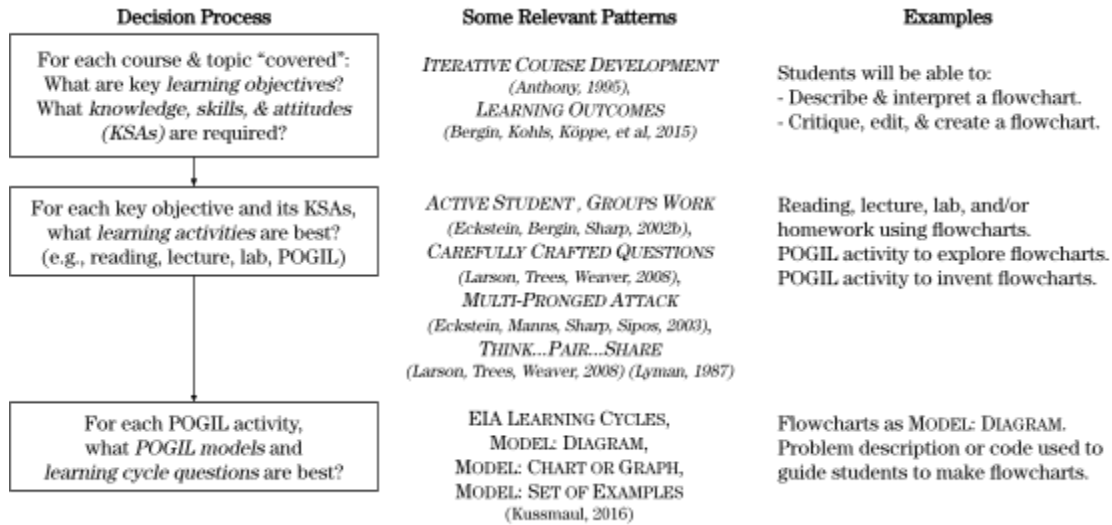 Decision Process
For each course & topic “covered”:
What are key learning objectives?
What knowledge, skills, & attitudes
(KSAs) are required?
For each key objective and its KSAs,
what learning activities are best?
(e.g., reading, lecture, lab, POGIL)
For each POGIL activity,
what POGIL models and
learning cycle questions are best?
Some Relevant Patterns
ITERATIVE COURSE DEVELOPMENT
(Anthony, 1995),
LEARNING OUTCOMES
(Bergin, Kohls, Köppe, et al, 2015)
ACTIVE STUDENT , GROUPS WORK
(Eckstein, Bergin, Sharp, 2002b),
CAREFULLY CRAFTED QUESTIONS
(Larson, Trees, Weaver, 2008),
MULTI-PRONGED ATTACK
(Eckstein, Manns, Sharp, Sipos, 2003),
THINK...PAIR...SHARE
(Larson, Trees, Weaver, 2008) (Lyman, 1987)
EIA LEARNING CYCLES,
MODEL: DIAGRAM,
MODEL: CHART OR GRAPH,
MODEL: SET OF EXAMPLES
(Kussmaul, 2016)
Examples
Students will be able to:
- Describe & interpret a flowchart.
- Critique, edit, & create a flowchart.
Reading, lecture, lab, and/or
homework using flowcharts.
POGIL activity to explore flowcharts.
POGIL activity to invent flowcharts.
Flowcharts as MODEL: DIAGRAM.
Problem description or code used to
guide students to make flowcharts.